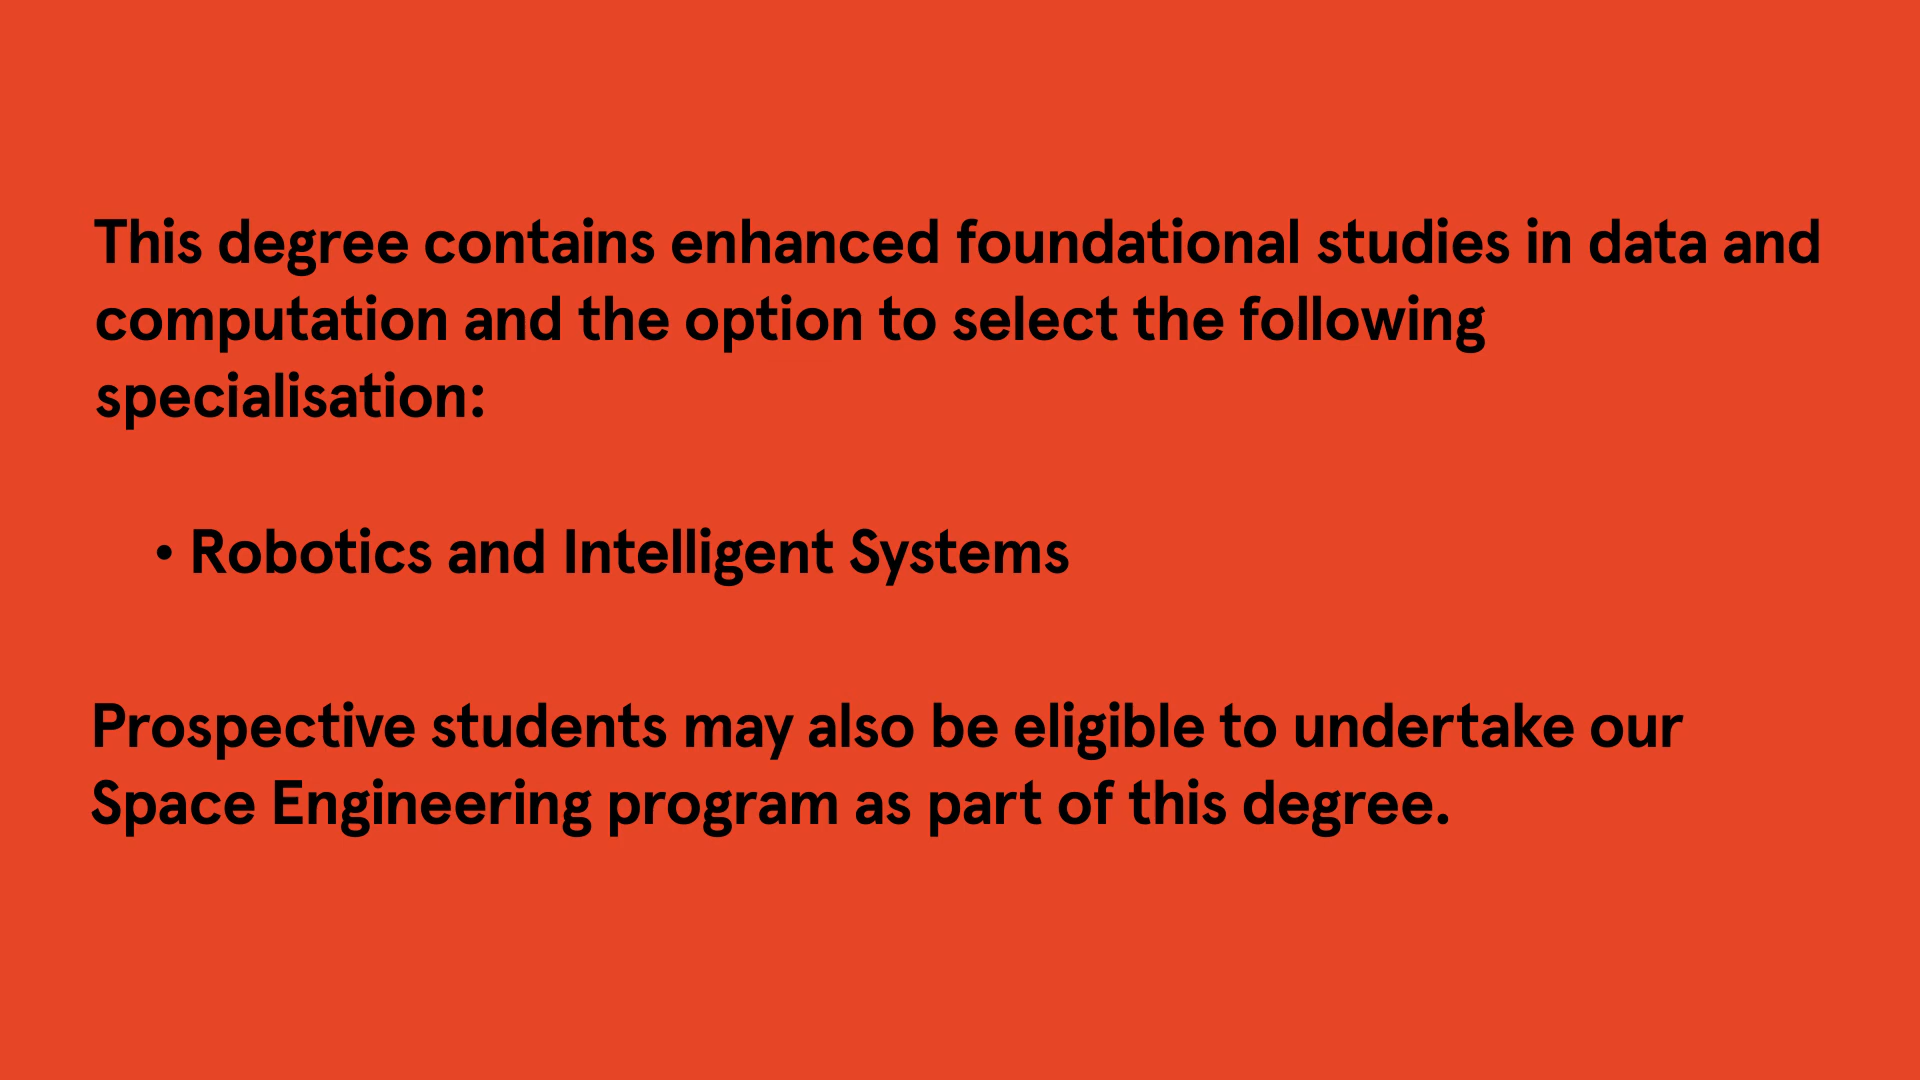 This degree contains enhanced foundational studies in data and
computation and the option to select the following
specialisation:
• Robotics and Intelligent Systems
Prospective students may also be eligible to undertake our
Space Engineering program as part of this degree.